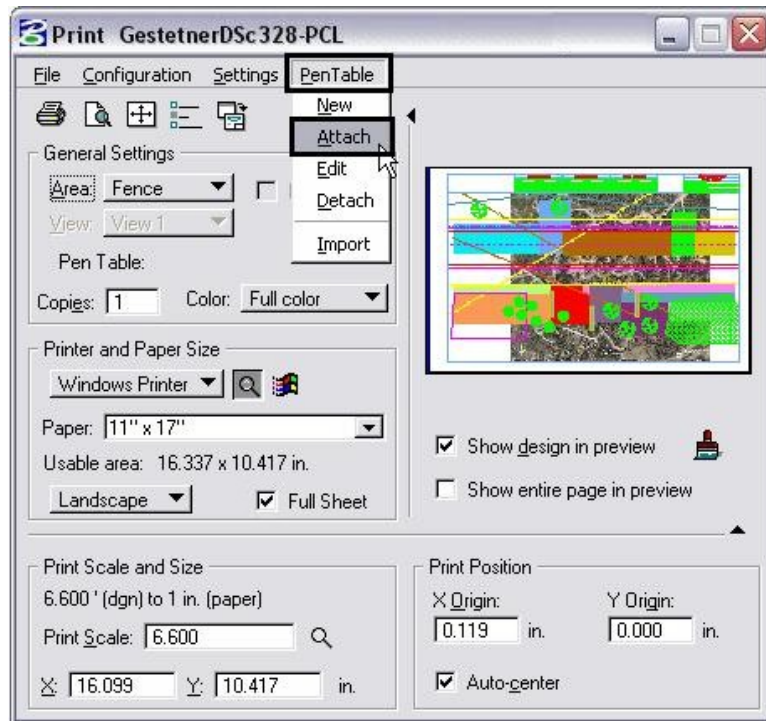 Print GestetnerDSc328-PCL
File Configuration Settings PenTable
New
Attach
Edit
Detach
Import
General Settings
Area: Fence
View: View 1
Pen Table:
Copies: 1 Color: Full color
Printer and Paper Size
Windows Printer
Paper: 11" x 17"
Usable area: 16.337 x 10.417 in.
Landscape Full Sheet
Show design in preview
Show entire page in preview
Print Scale and Size
6.600 ' (dgn) to 1 in. (paper)
Print Scale: 6.600
X: 16.099 Y: 10.417 in.
Print Position
X Origin: Y Origin:
0.119 in. 0.000 in.
Auto-center